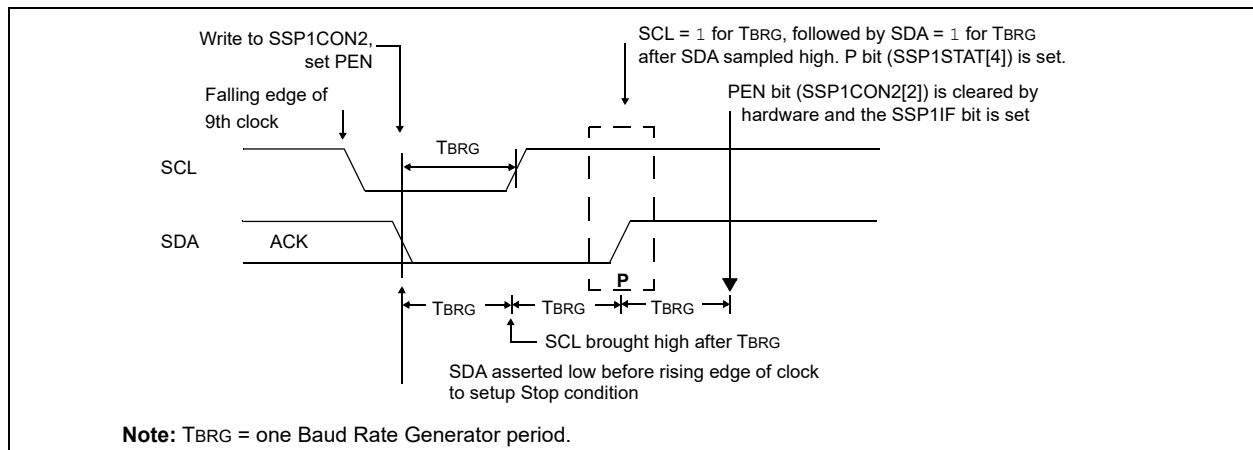 Write to SSP1CON2,
set PEN
SCL = 1 for TBRG, followed by SDA = 1 for TBRG
after SDA sampled high. P bit (SSP1STAT[4]) is set.
Falling edge of
9th clock
PEN bit (SSP1CON2[2]) is cleared by
hardware and the SSP1IF bit is set
TBRG
SCL
SDA
ACK
P
TBRG
TBRG
TBRG
SCL brought high after TBRG
SDA asserted low before rising edge of clock
to setup Stop condition
Note: TBRG = one Baud Rate Generator period.